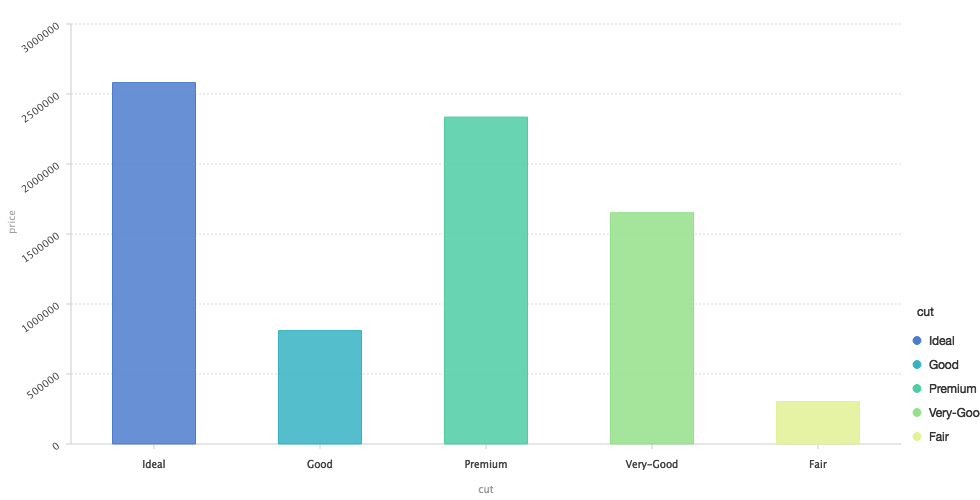 3000000
2500000
2000000
1500000
1000000
500000
0
price
Ideal Good Premium Very-Good Fair
cut
cut
Ideal
Good
Premium
Very-Goo
Fair